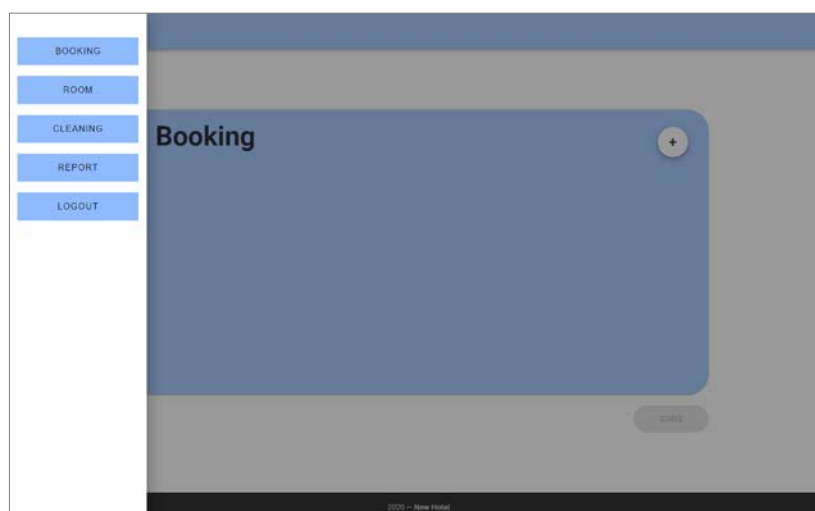 BOOKING
ROOM
CLEANING
REPORT
LOGOUT
Booking
+
2020 — New Hotel